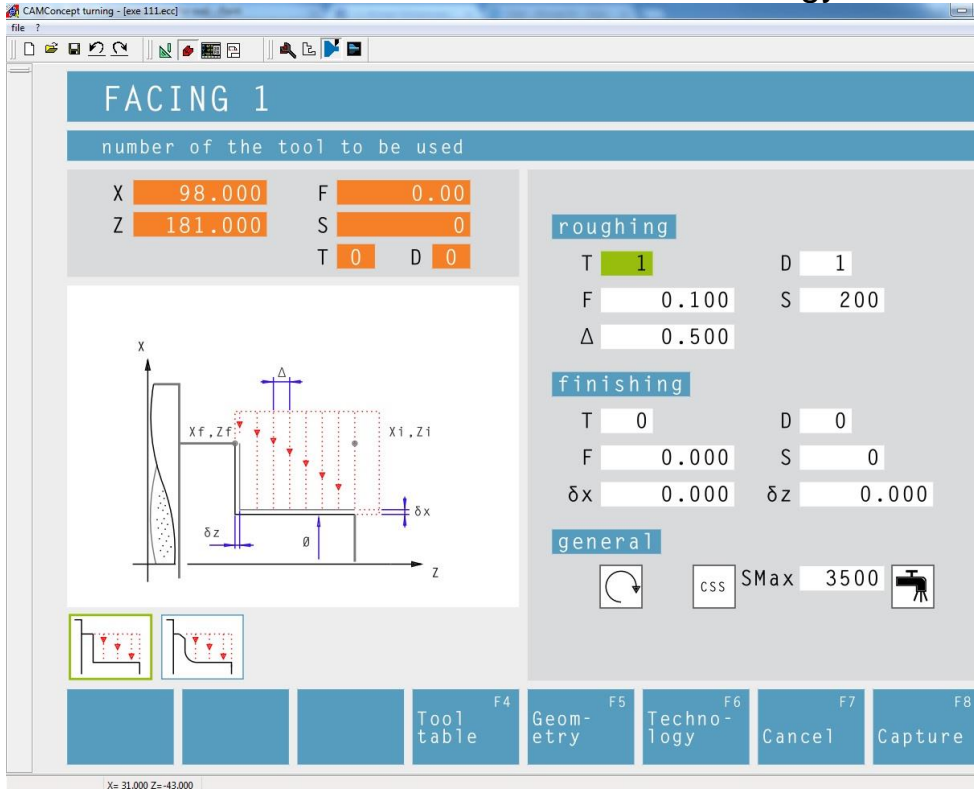 CAMConcept turning - [exe 111.ecc]
file ?
FACING 1
number of the tool to be used
X 98.000 F 0.00
Z 181.000 S 0
T 0 D 0
X
Δ
Xf,Zf Xi,Zi
δx
δz Ø
Z
roughing
T 1 D 1
F 0.100 S 200
Δ 0.500
finishing
T 0 D 0
F 0.000 S 0
δx 0.000 δz 0.000
general
CSS SMax 3500
F4 Tool
table
F5 Geom-
etry
F6 Techno-
logy
F7
Cancel
F8
Capture
X= 31.000 Z=-43.000